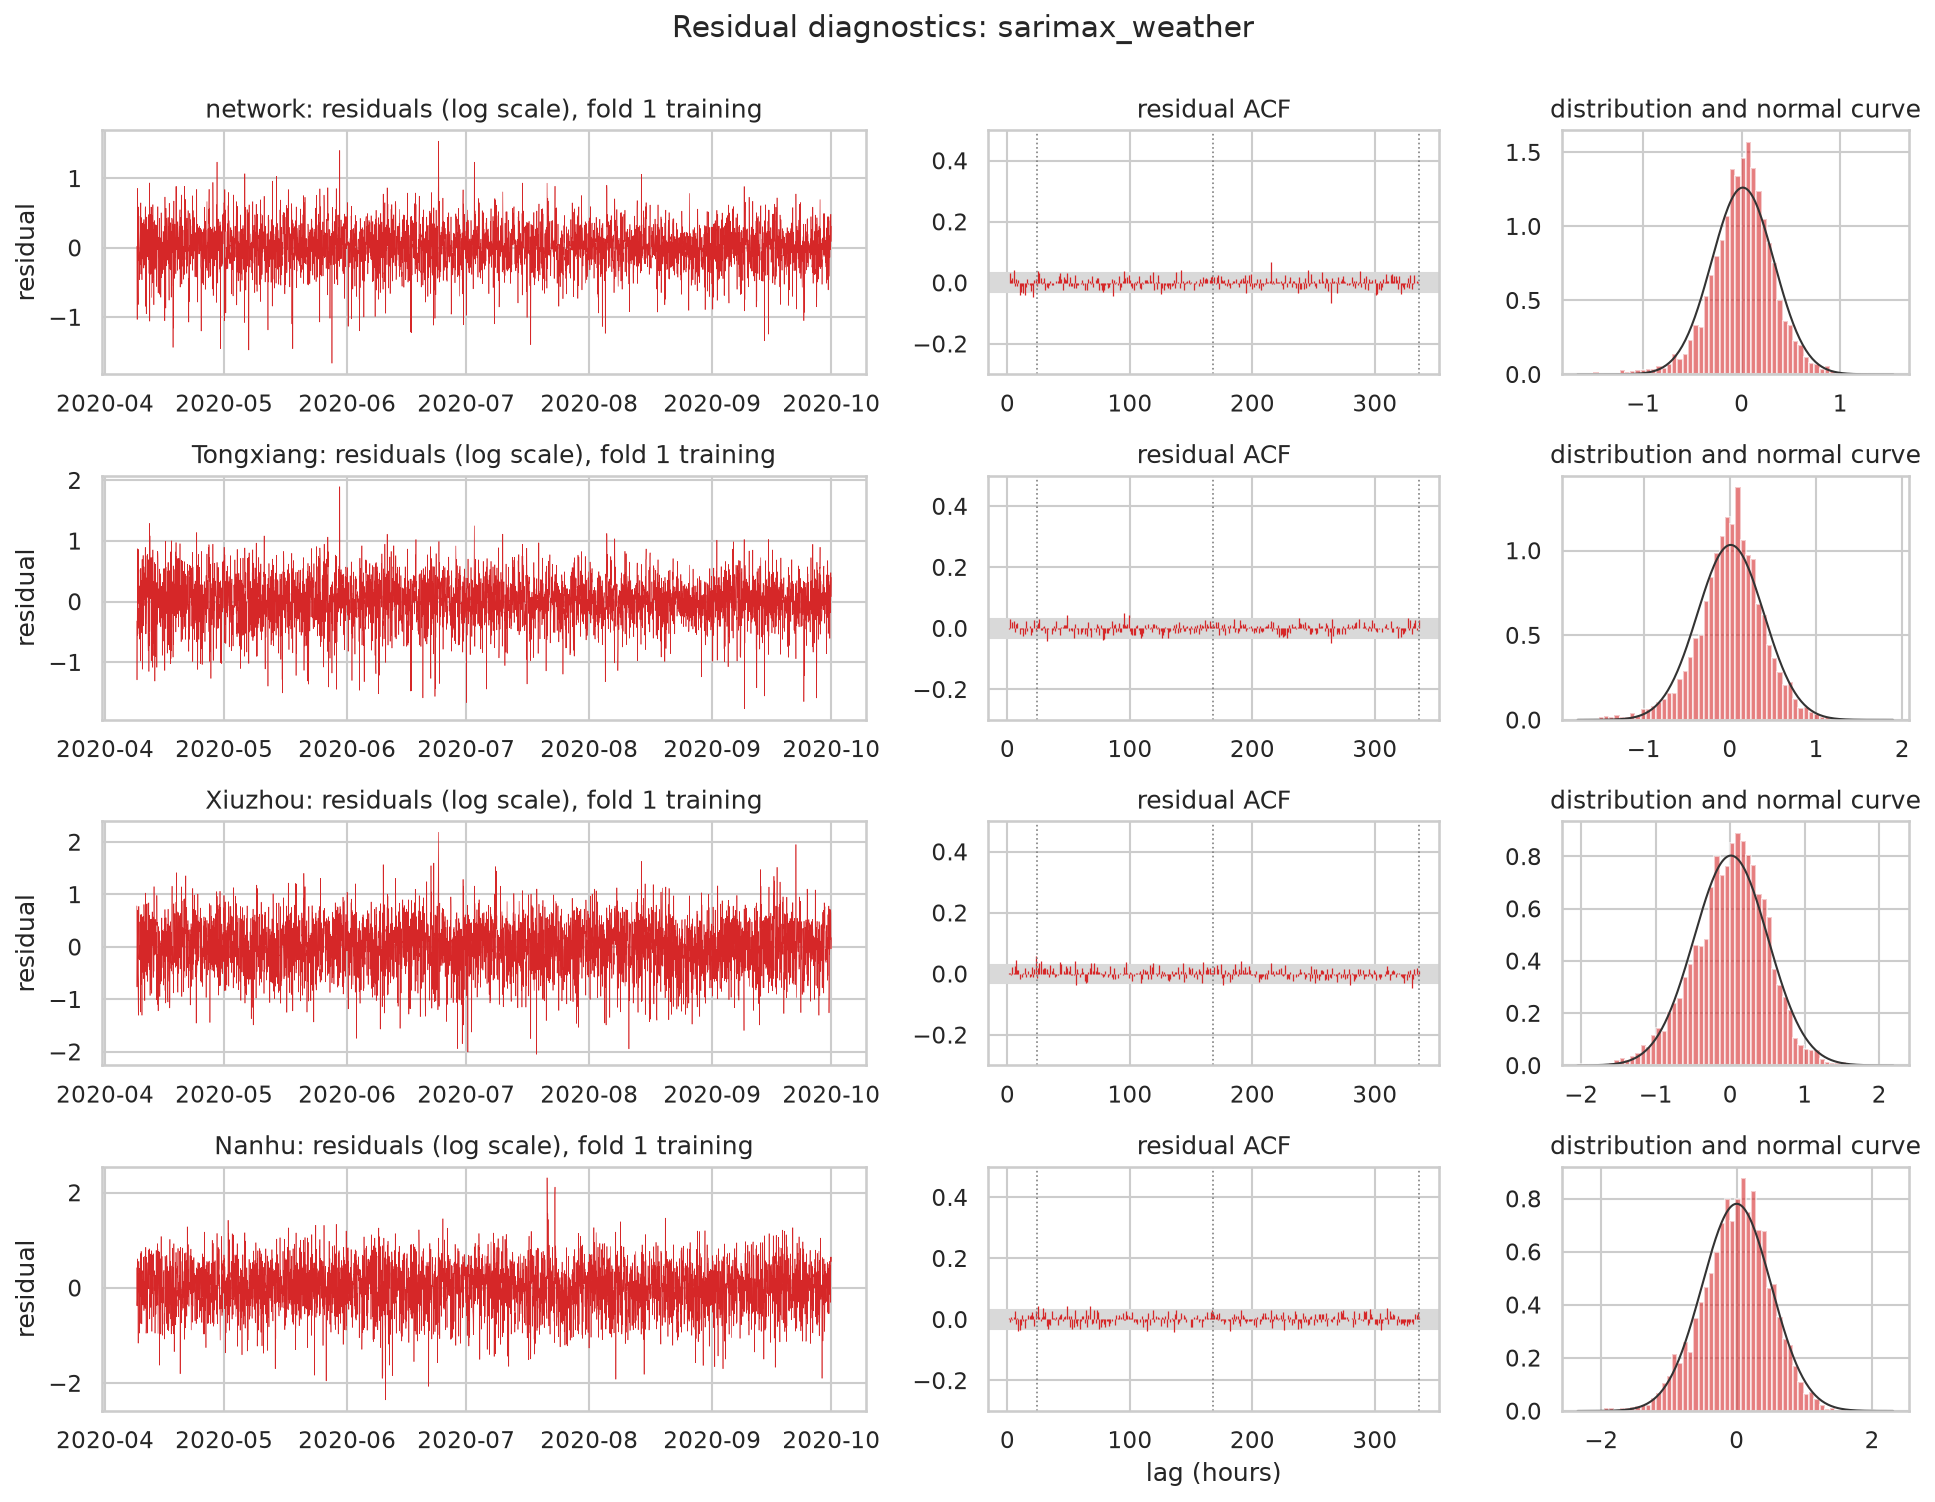 Residual diagnostics: sarimax_weather
network: residuals (log scale), fold 1 training
residual ACF
distribution and normal curve
residual
1
0
−1
2020-04 2020-05 2020-06 2020-07 2020-08 2020-09 2020-10
0.4
0.2
0.0
−0.2
0 100 200 300
1.5
1.0
0.5
0.0
−1 0 1
Tongxiang: residuals (log scale), fold 1 training
residual ACF
distribution and normal curve
residual
2
1
0
−1
2020-04 2020-05 2020-06 2020-07 2020-08 2020-09 2020-10
0.4
0.2
0.0
−0.2
0 100 200 300
1.0
0.5
0.0
−1 0 1 2
Xiuzhou: residuals (log scale), fold 1 training
residual ACF
distribution and normal curve
residual
2
1
0
−1
−2
2020-04 2020-05 2020-06 2020-07 2020-08 2020-09 2020-10
0.4
0.2
0.0
−0.2
0 100 200 300
0.8
0.6
0.4
0.2
0.0
−2 −1 0 1 2
Nanhu: residuals (log scale), fold 1 training
residual ACF
distribution and normal curve
residual
2
0
−2
2020-04 2020-05 2020-06 2020-07 2020-08 2020-09 2020-10
0.4
0.2
0.0
−0.2
0 100 200 300
lag (hours)
0.8
0.6
0.4
0.2
0.0
−2 0 2